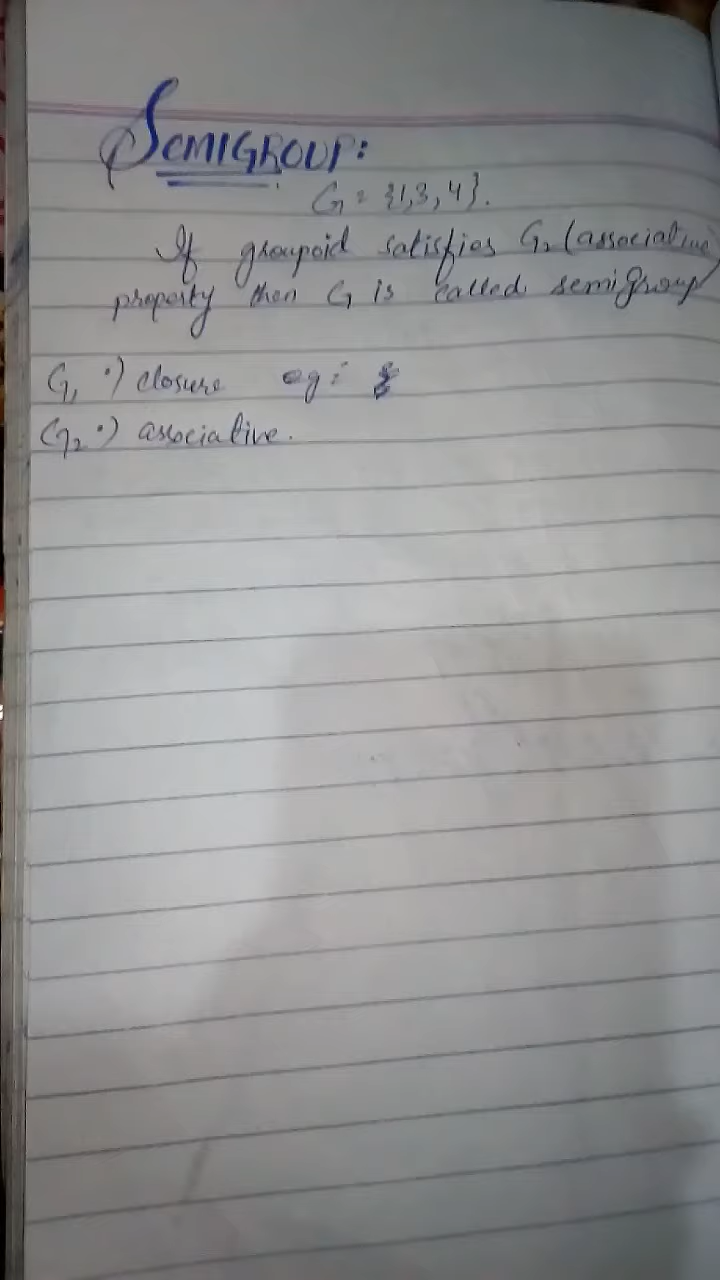 SEMIGROUP:
G = {1,3,4}.
If groupoid satisfies G₂ (associative)
property then G is called semigroup
G₁ •) closure eg:
G₂ •) associative.